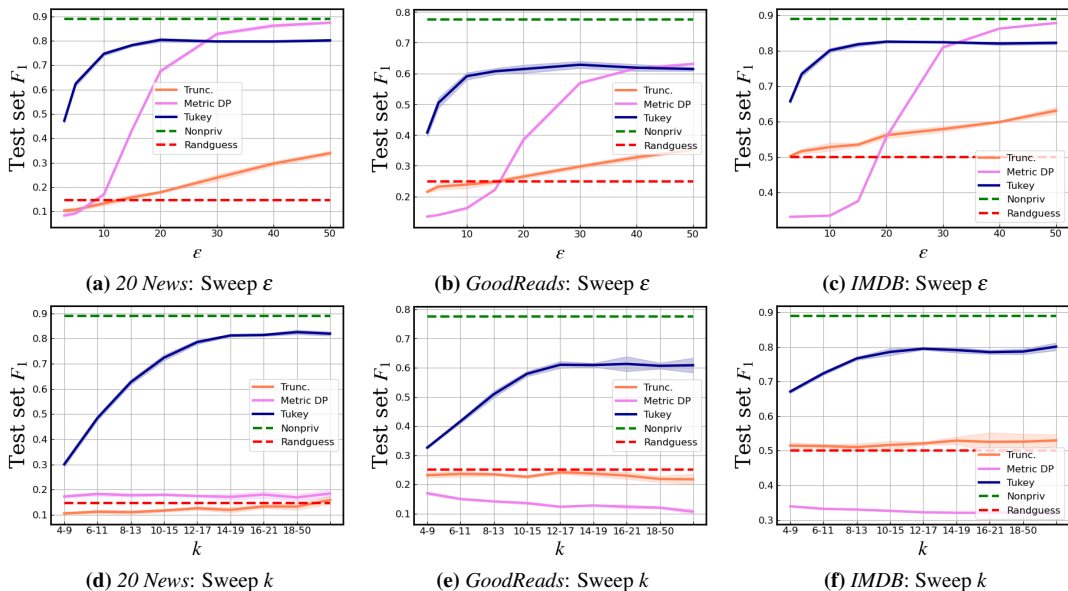 Test set F1
0.9
0.8
0.7
0.6
0.5
0.4
0.3
0.2
0.1
Trunc.
Metric DP
Tukey
Nonpriv
Randguess
10 20 30 40 50
ε
(a) 20 News: Sweep ε
Test set F1
0.8
0.7
0.6
0.5
0.4
0.3
0.2
Trunc.
Metric DP
Tukey
Nonpriv
Randguess
10 20 30 40 50
ε
(b) GoodReads: Sweep ε
Test set F1
0.9
0.8
0.7
0.6
0.5
0.4
Trunc.
Metric DP
Tukey
Nonpriv
Randguess
10 20 30 40 50
ε
(c) IMDB: Sweep ε
Test set F1
0.9
0.8
0.7
0.6
0.5
0.4
0.3
0.2
0.1
Trunc.
Metric DP
Tukey
Nonpriv
Randguess
4-9 6-11 8-13 10-15 12-17 14-19 16-21 18-50
k
(d) 20 News: Sweep k
Test set F1
0.8
0.7
0.6
0.5
0.4
0.3
0.2
0.1
Trunc.
Metric DP
Tukey
Nonpriv
Randguess
4-9 6-11 8-13 10-15 12-17 14-19 16-21 18-50
k
(e) GoodReads: Sweep k
Test set F1
0.9
0.8
0.7
0.6
0.5
0.4
0.3
Trunc.
Metric DP
Tukey
Nonpriv
Randguess
4-9 6-11 8-13 10-15 12-17 14-19 16-21 18-50
k
(f) IMDB: Sweep k